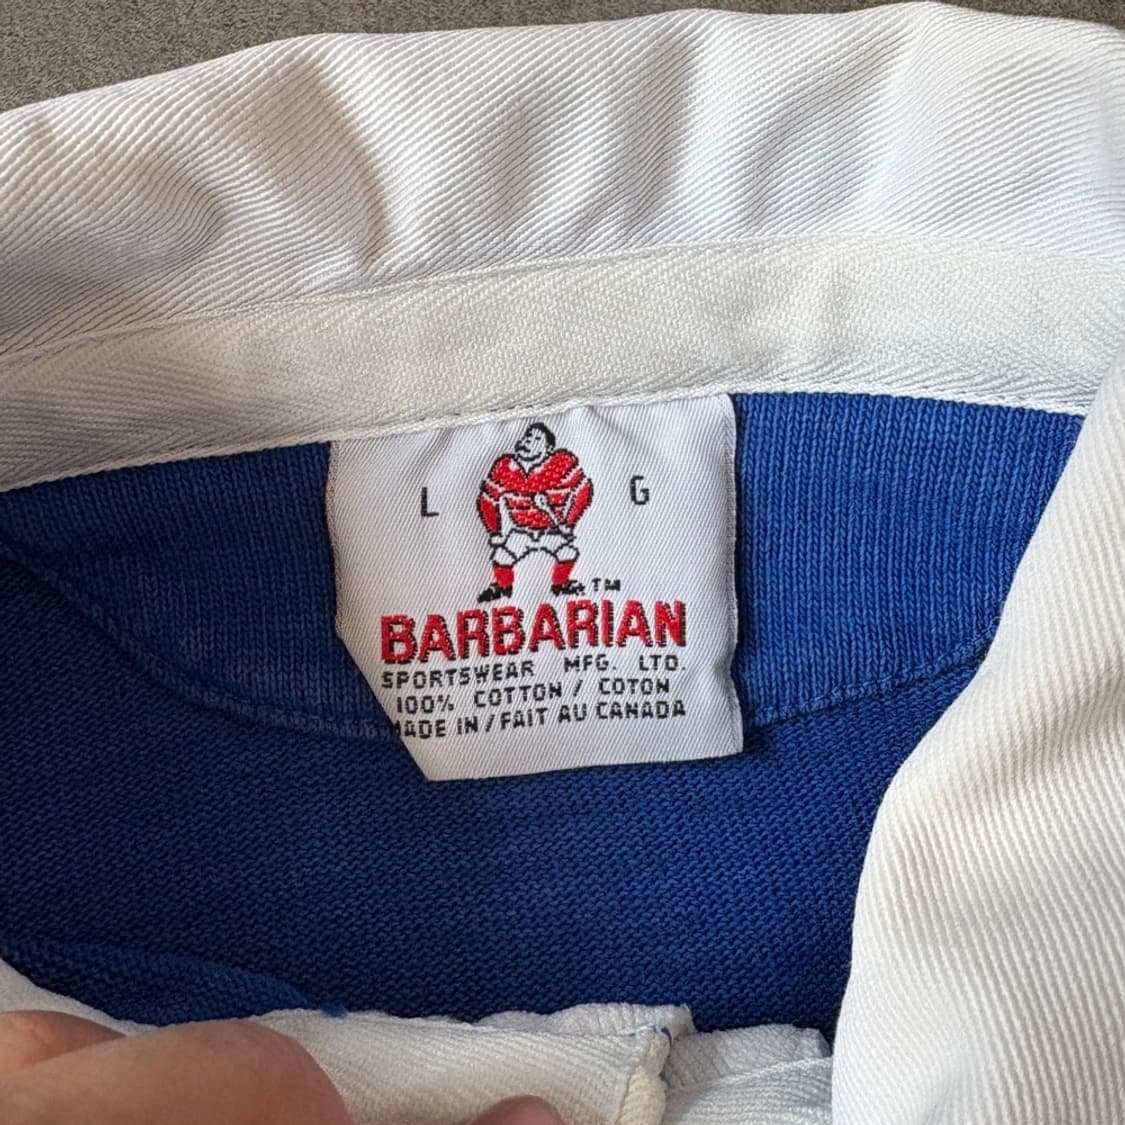 L G
TM
BARBARIAN
SPORTSWEAR MFG. LTD.
100% COTTON / COTON
MADE IN / FAIT AU CANADA